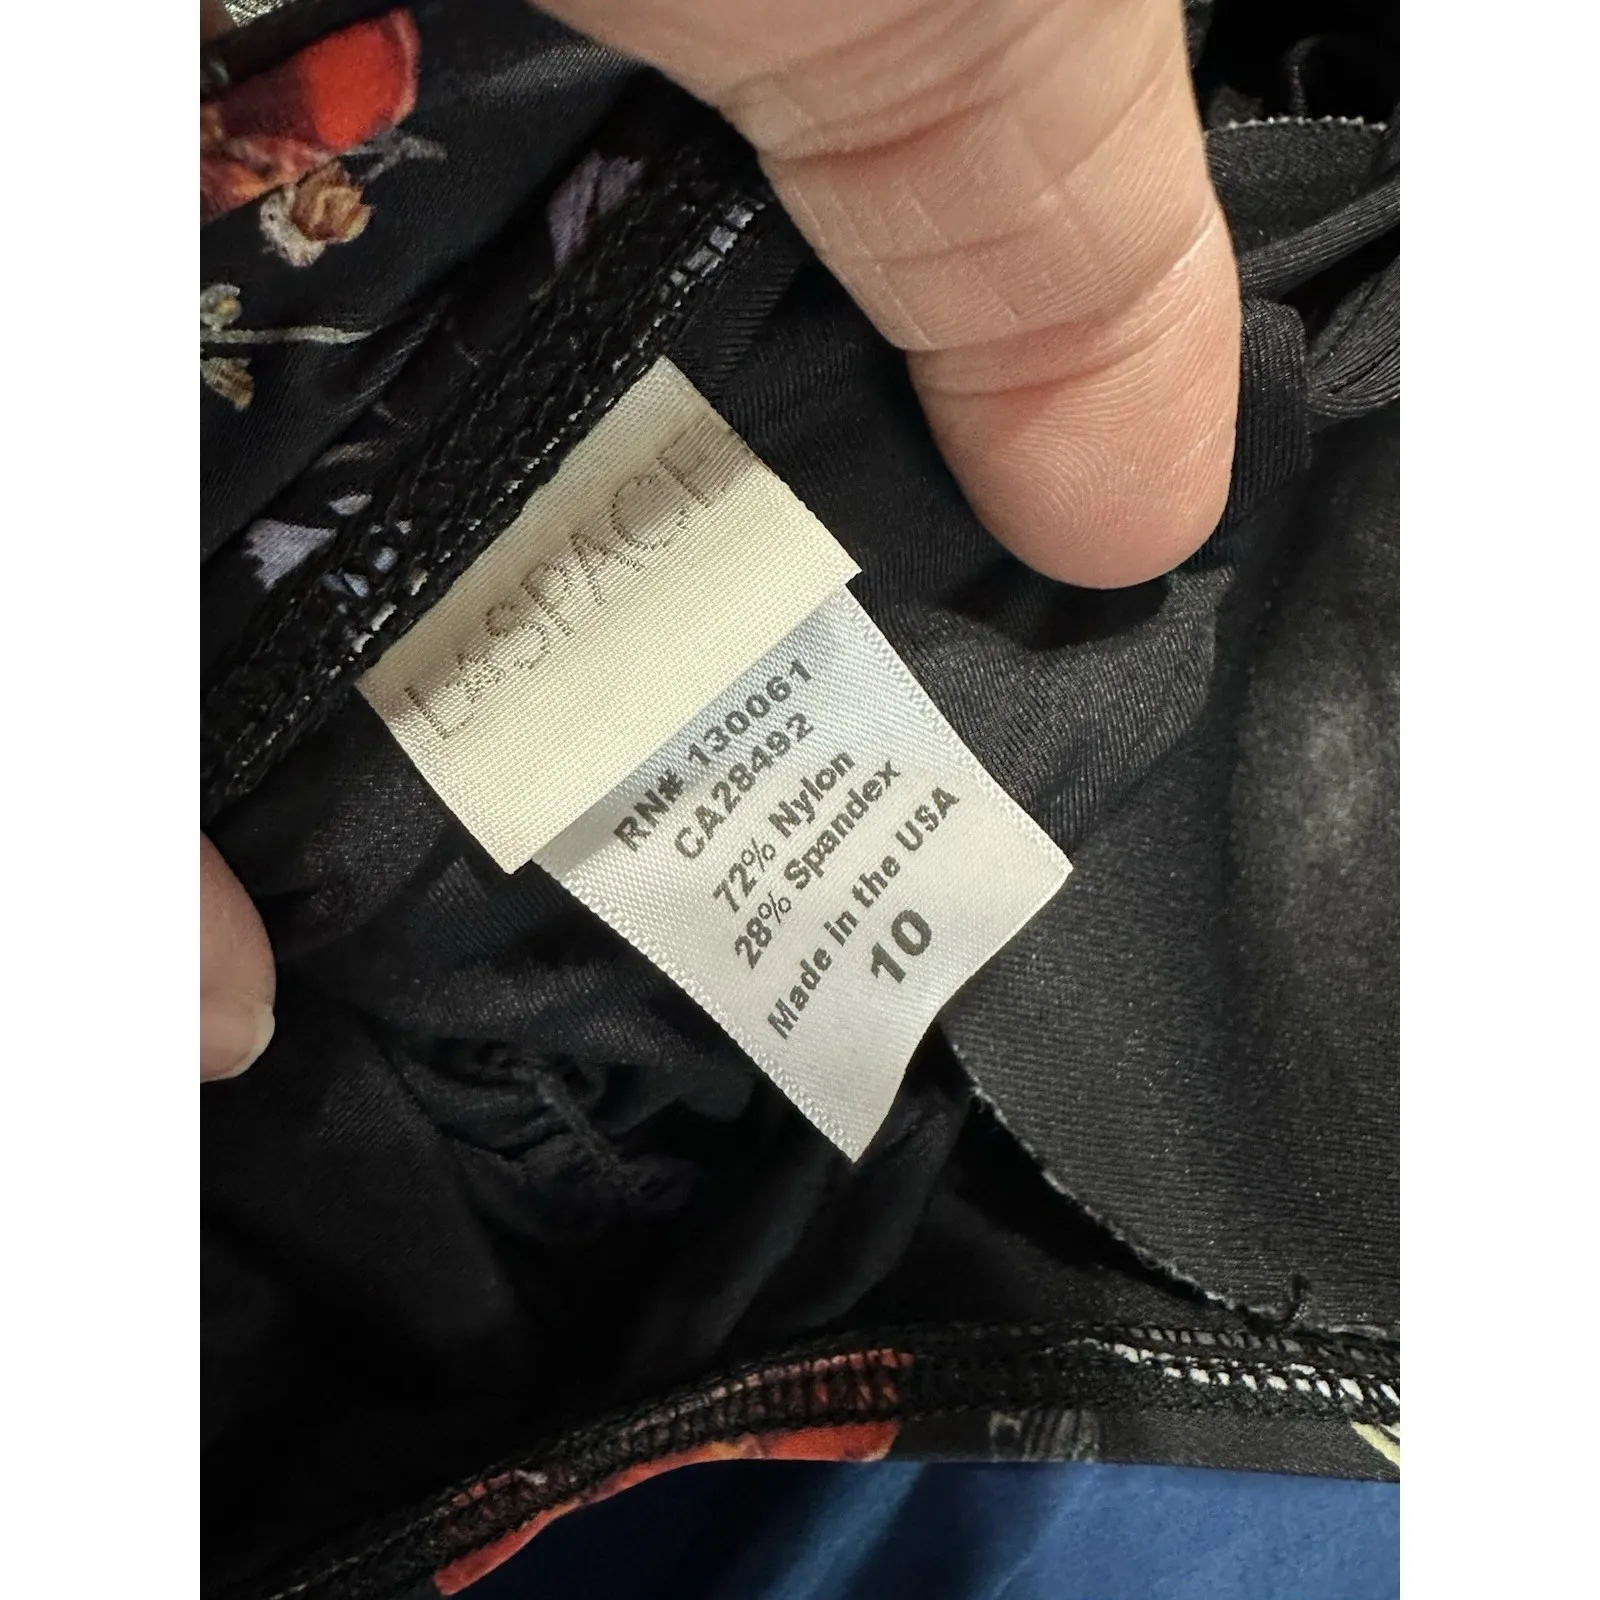 L*SPACE
RN# 130061
CA28492
72% Nylon
28% Spandex
Made in the USA
10